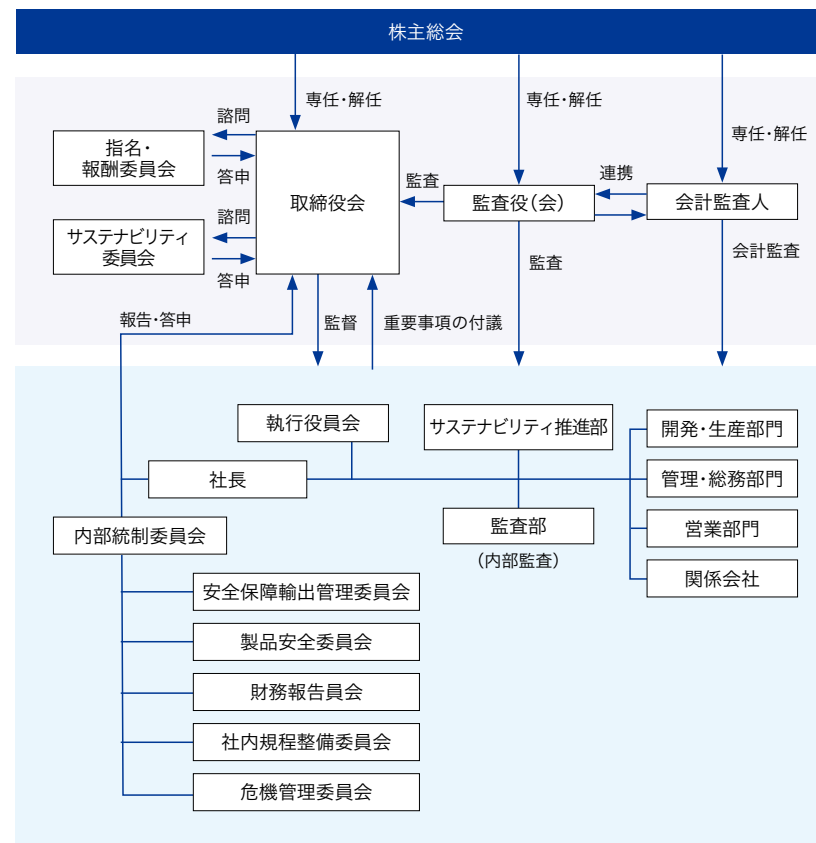 株主総会
専任・解任
専任・解任
専任・解任
諮問
指名・
報酬委員会
答申
取締役会
監査
監査役(会)
連携
会計監査人
諮問
サステナビリティ
委員会
答申
監査
会計監査
報告・答申
監督
重要事項の付議
執行役員会
サステナビリティ推進部
開発・生産部門
社長
管理・総務部門
内部統制委員会
監査部
(内部監査)
営業部門
関係会社
安全保障輸出管理委員会
製品安全委員会
財務報告員会
社内規程整備委員会
危機管理委員会